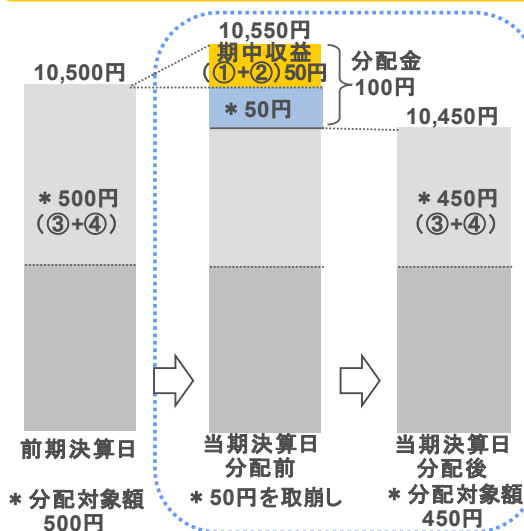 10,550円
期中収益
(①+②)50円
分配金
100円
10,500円
＊50円
10,450円
＊500円
(③+④)
＊450円
(③+④)
前期決算日
当期決算日
分配前
当期決算日
分配後
＊分配対象額
500円
＊50円を取崩し
＊分配対象額
450円